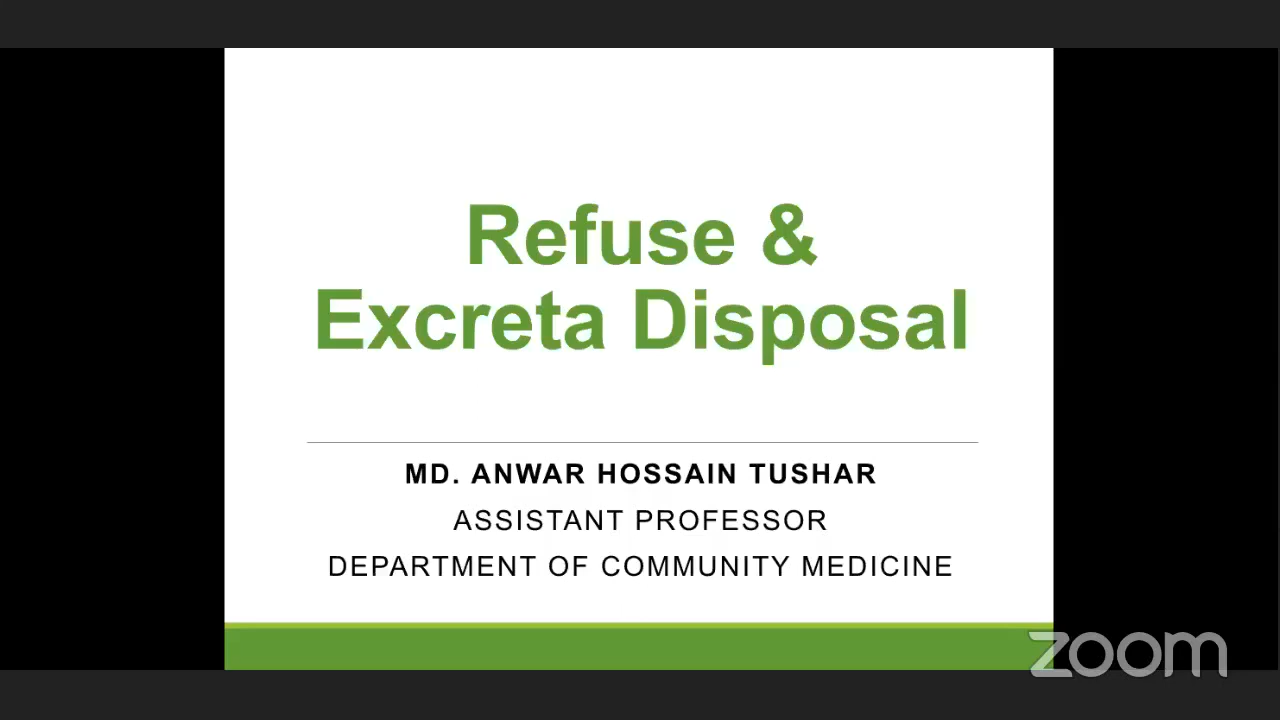 Refuse &
Excreta Disposal
MD. ANWAR HOSSAIN TUSHAR
ASSISTANT PROFESSOR
DEPARTMENT OF COMMUNITY MEDICINE
zoom